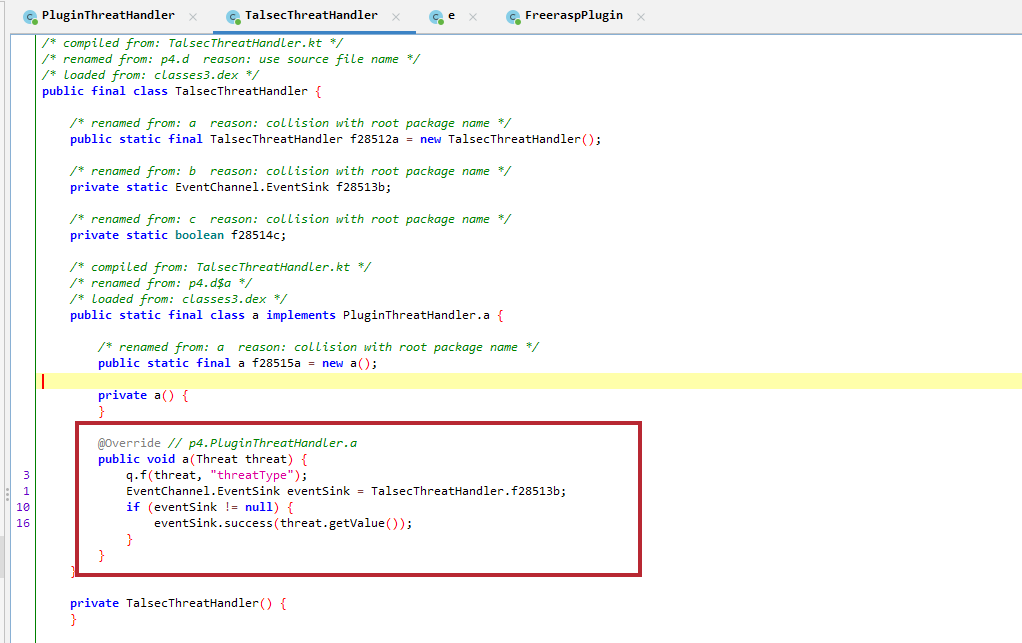 PluginThreatHandler TalsecThreatHandler e FreeraspPlugin
/* compiled from: TalsecThreatHandler.kt */
/* renamed from: p4.d  reason: use source file name */
/* loaded from: classes3.dex */
public final class TalsecThreatHandler {
/* renamed from: a  reason: collision with root package name */
public static final TalsecThreatHandler f28512a = new TalsecThreatHandler();
/* renamed from: b  reason: collision with root package name */
private static EventChannel.EventSink f28513b;
/* renamed from: c  reason: collision with root package name */
private static boolean f28514c;
/* compiled from: TalsecThreatHandler.kt */
/* renamed from: p4.d$a */
/* loaded from: classes3.dex */
public static final class a implements PluginThreatHandler.a {
/* renamed from: a  reason: collision with root package name */
public static final a f28515a = new a();
private a() {
}
@Override // p4.PluginThreatHandler.a
public void a(Threat threat) {
3 q.f(threat, "threatType");
1 EventChannel.EventSink eventSink = TalsecThreatHandler.f28513b;
10 if (eventSink != null) {
16 eventSink.success(threat.getValue());
}
}
}
private TalsecThreatHandler() {
}